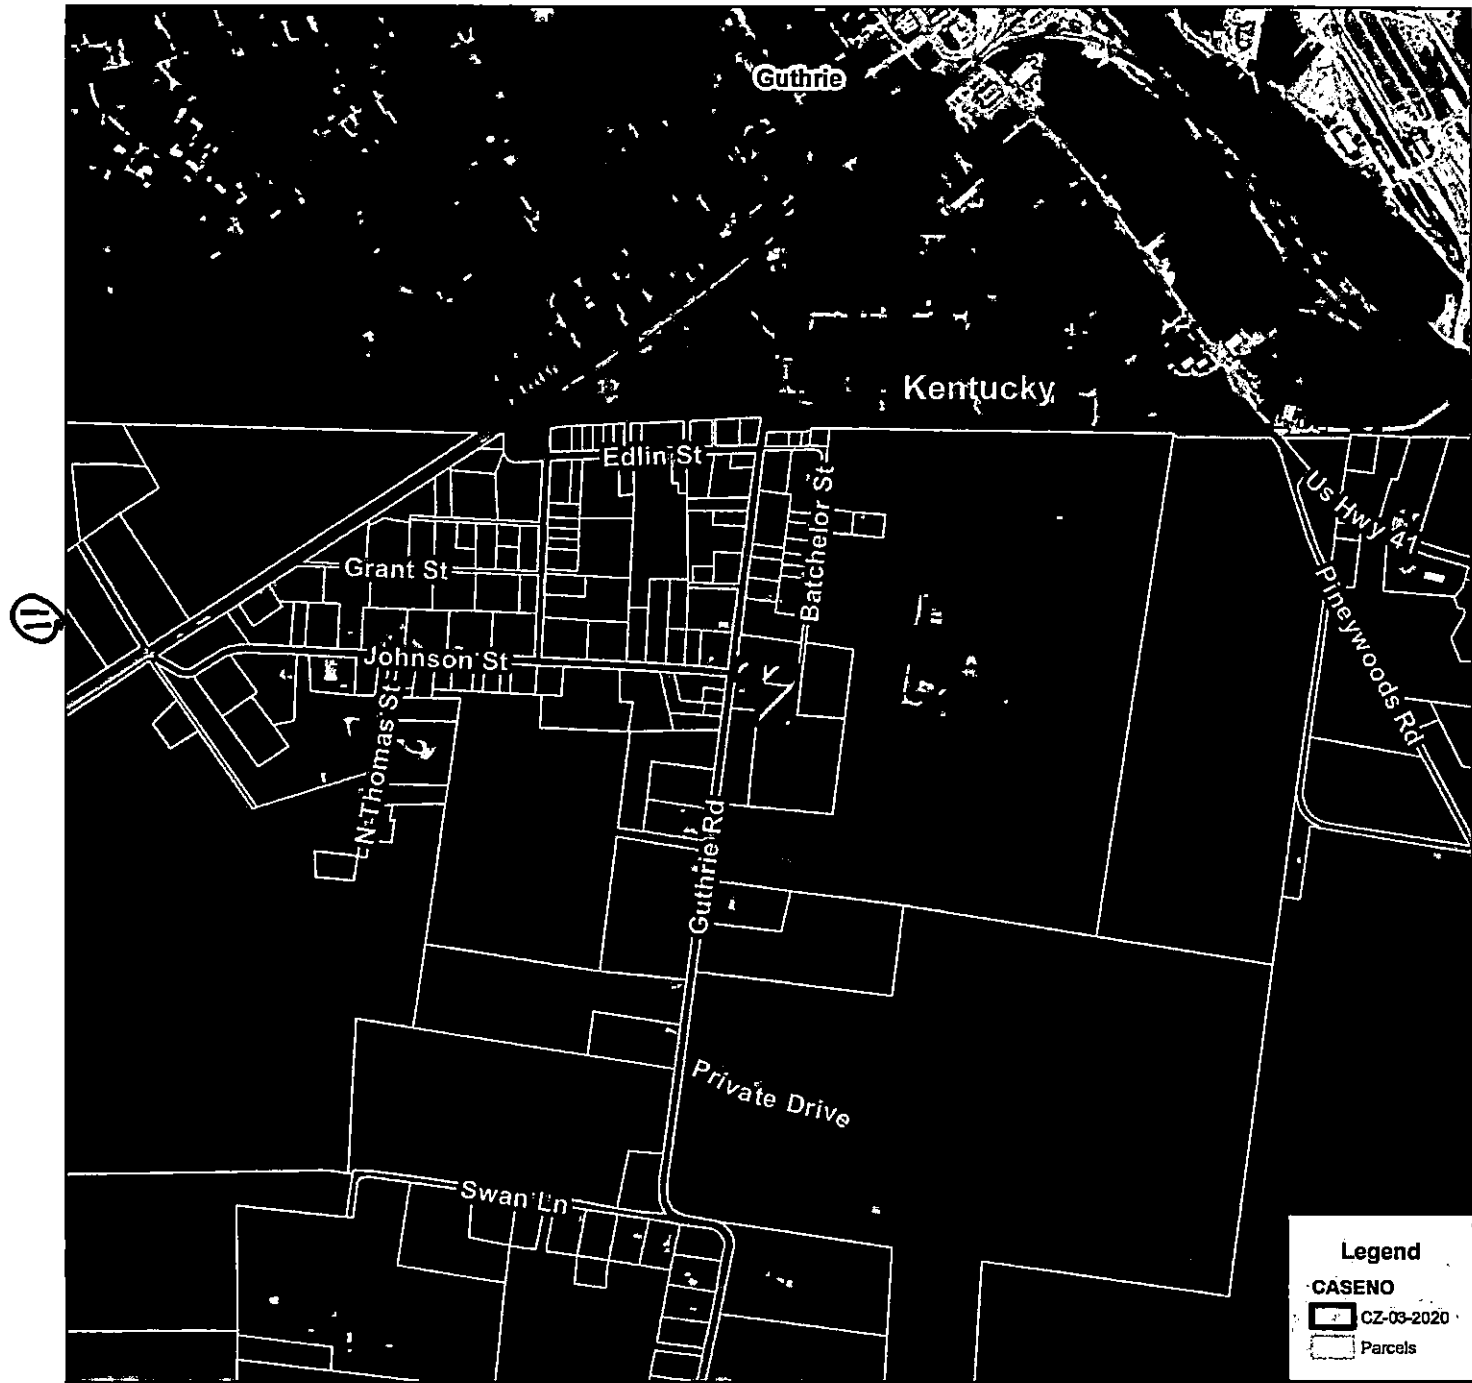 Guthrie
Kentucky
Edlin St
Us Hwy 41
Batchelor St
Grant St
Pineywoods Rd
11
Johnson St
N Thomas St
Guthrie Rd
Private Drive
Swan Ln
Legend
CASENO
CZ-03-2020
Parcels